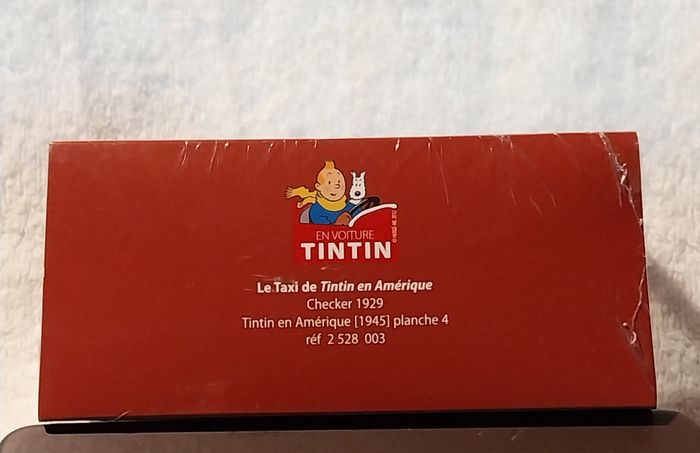 EN VOITURE
TINTIN
Le Taxi de Tintin en Amérique
Checker 1929
Tintin en Amérique [1945] planche 4
réf 2 528 003